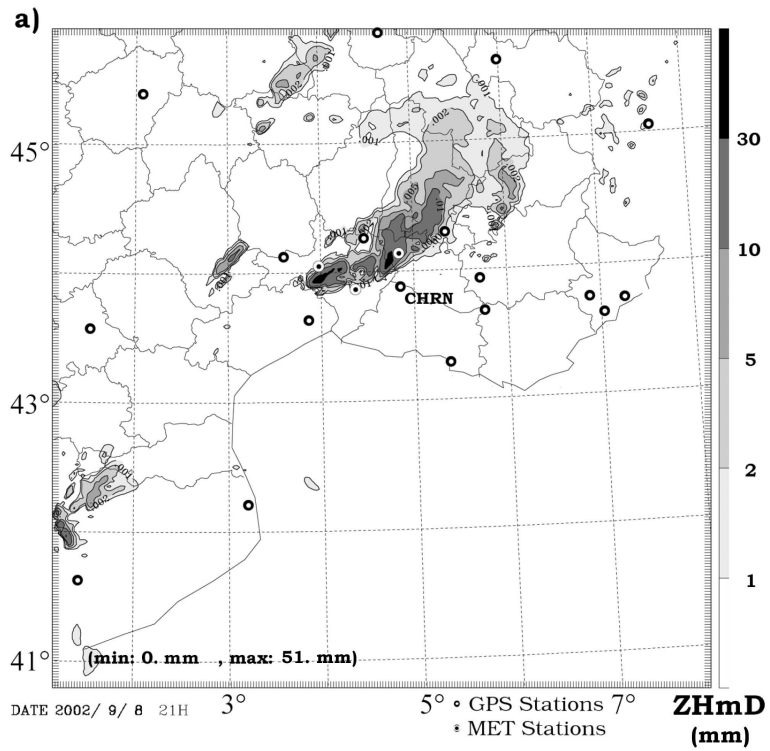 a)
45°
43°
41°
CHRN
30
10
5
2
1
(min: 0. mm , max: 51. mm)
DATE 2002/ 9/ 8 21H
3° 5° 7°
GPS Stations
MET Stations
ZHmD
(mm)